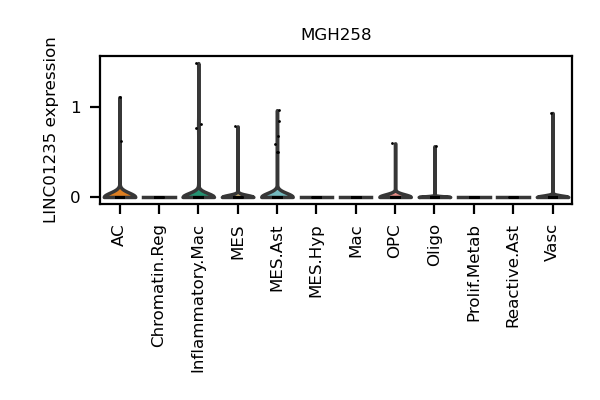 MGH258
LINC01235 expression
1
0
AC
Chromatin.Reg
Inflammatory.Mac
MES
MES.Ast
MES.Hyp
Mac
OPC
Oligo
Prolif.Metab
Reactive.Ast
Vasc